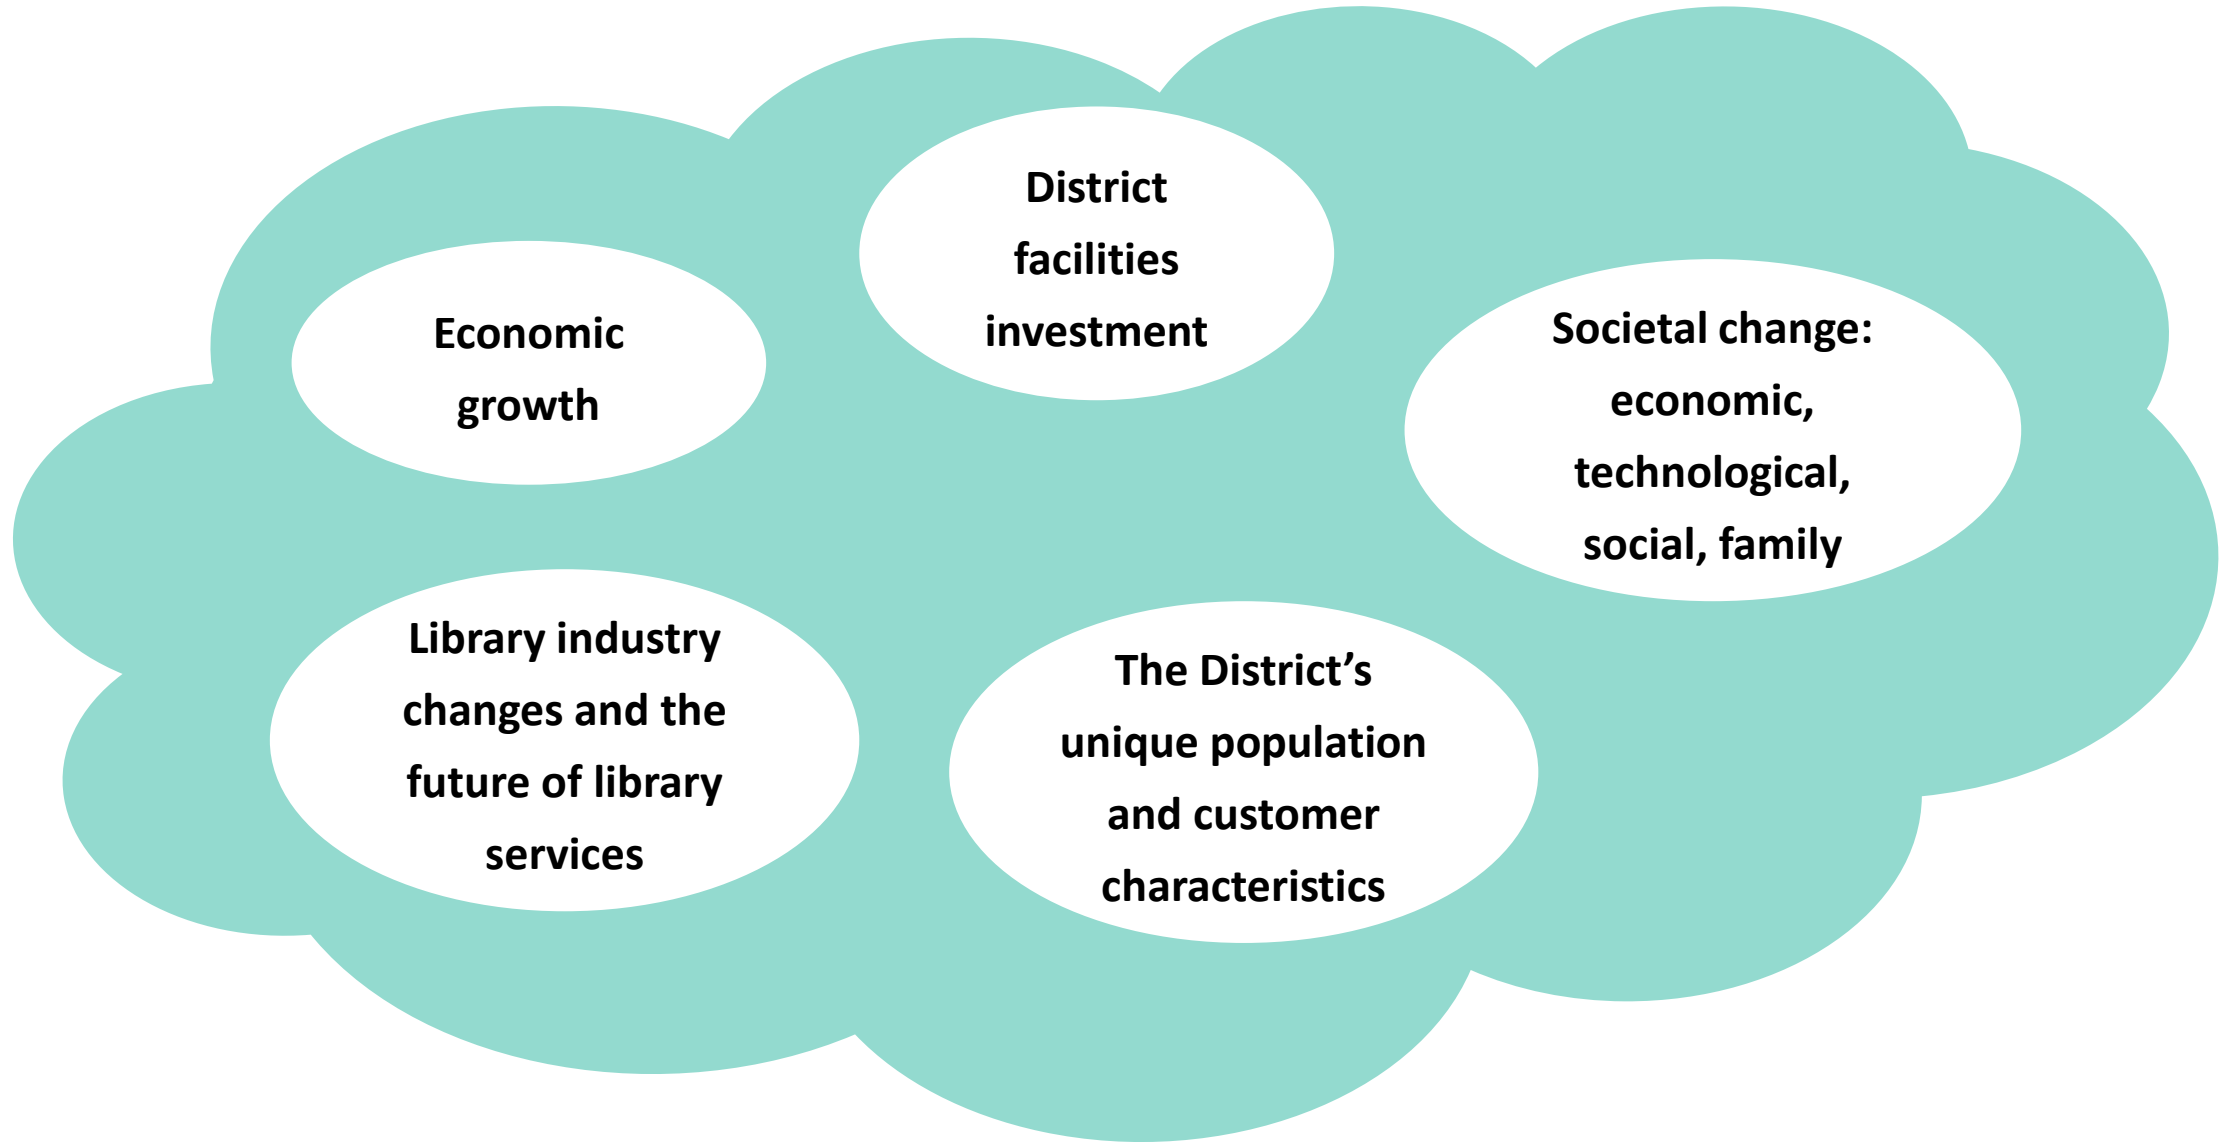 Economic
growth
District
facilities
investment
Societal change:
economic,
technological,
social, family
Library industry
changes and the
future of library
services
The District’s
unique population
and customer
characteristics